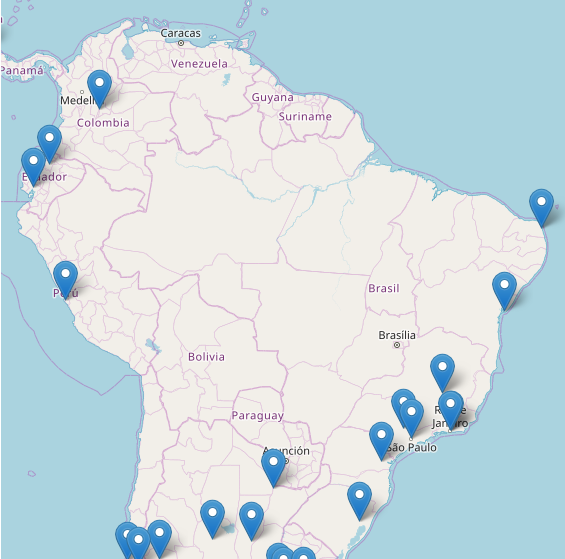 Caracas
Panamá
Venezuela
Medellín
Guyana
Suriname
Colombia
Ecuador
Perú
Brasil
Brasília
Bolivia
Paraguay
Rio de
Janeiro
São Paulo
Asunción